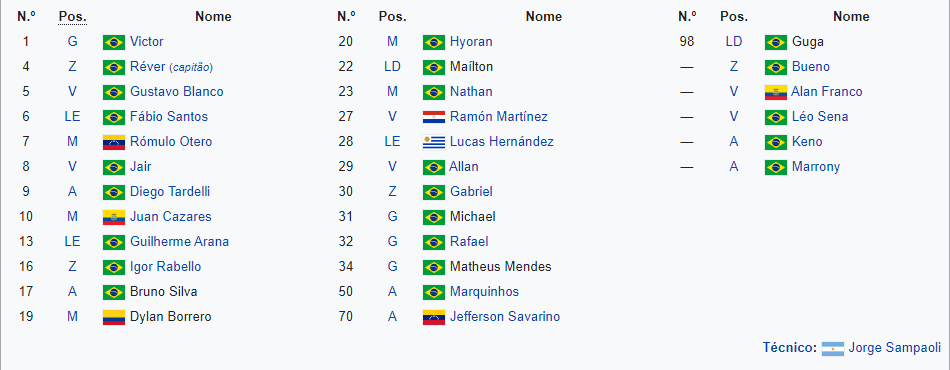 N.º Pos. Nome N.º Pos. Nome N.º Pos. Nome
1 G Victor 20 M Hyoran 98 LD Guga
4 Z Réver (capitão) 22 LD Maílton — Z Bueno
5 V Gustavo Blanco 23 M Nathan — V Alan Franco
6 LE Fábio Santos 27 V Ramón Martínez — V Léo Sena
7 M Rómulo Otero 28 LE Lucas Hernández — A Keno
8 V Jair 29 V Allan — A Marrony
9 A Diego Tardelli 30 Z Gabriel
10 M Juan Cazares 31 G Michael
13 LE Guilherme Arana 32 G Rafael
16 Z Igor Rabello 34 G Matheus Mendes
17 A Bruno Silva 50 A Marquinhos
19 M Dylan Borrero 70 A Jefferson Savarino
Técnico: Jorge Sampaoli